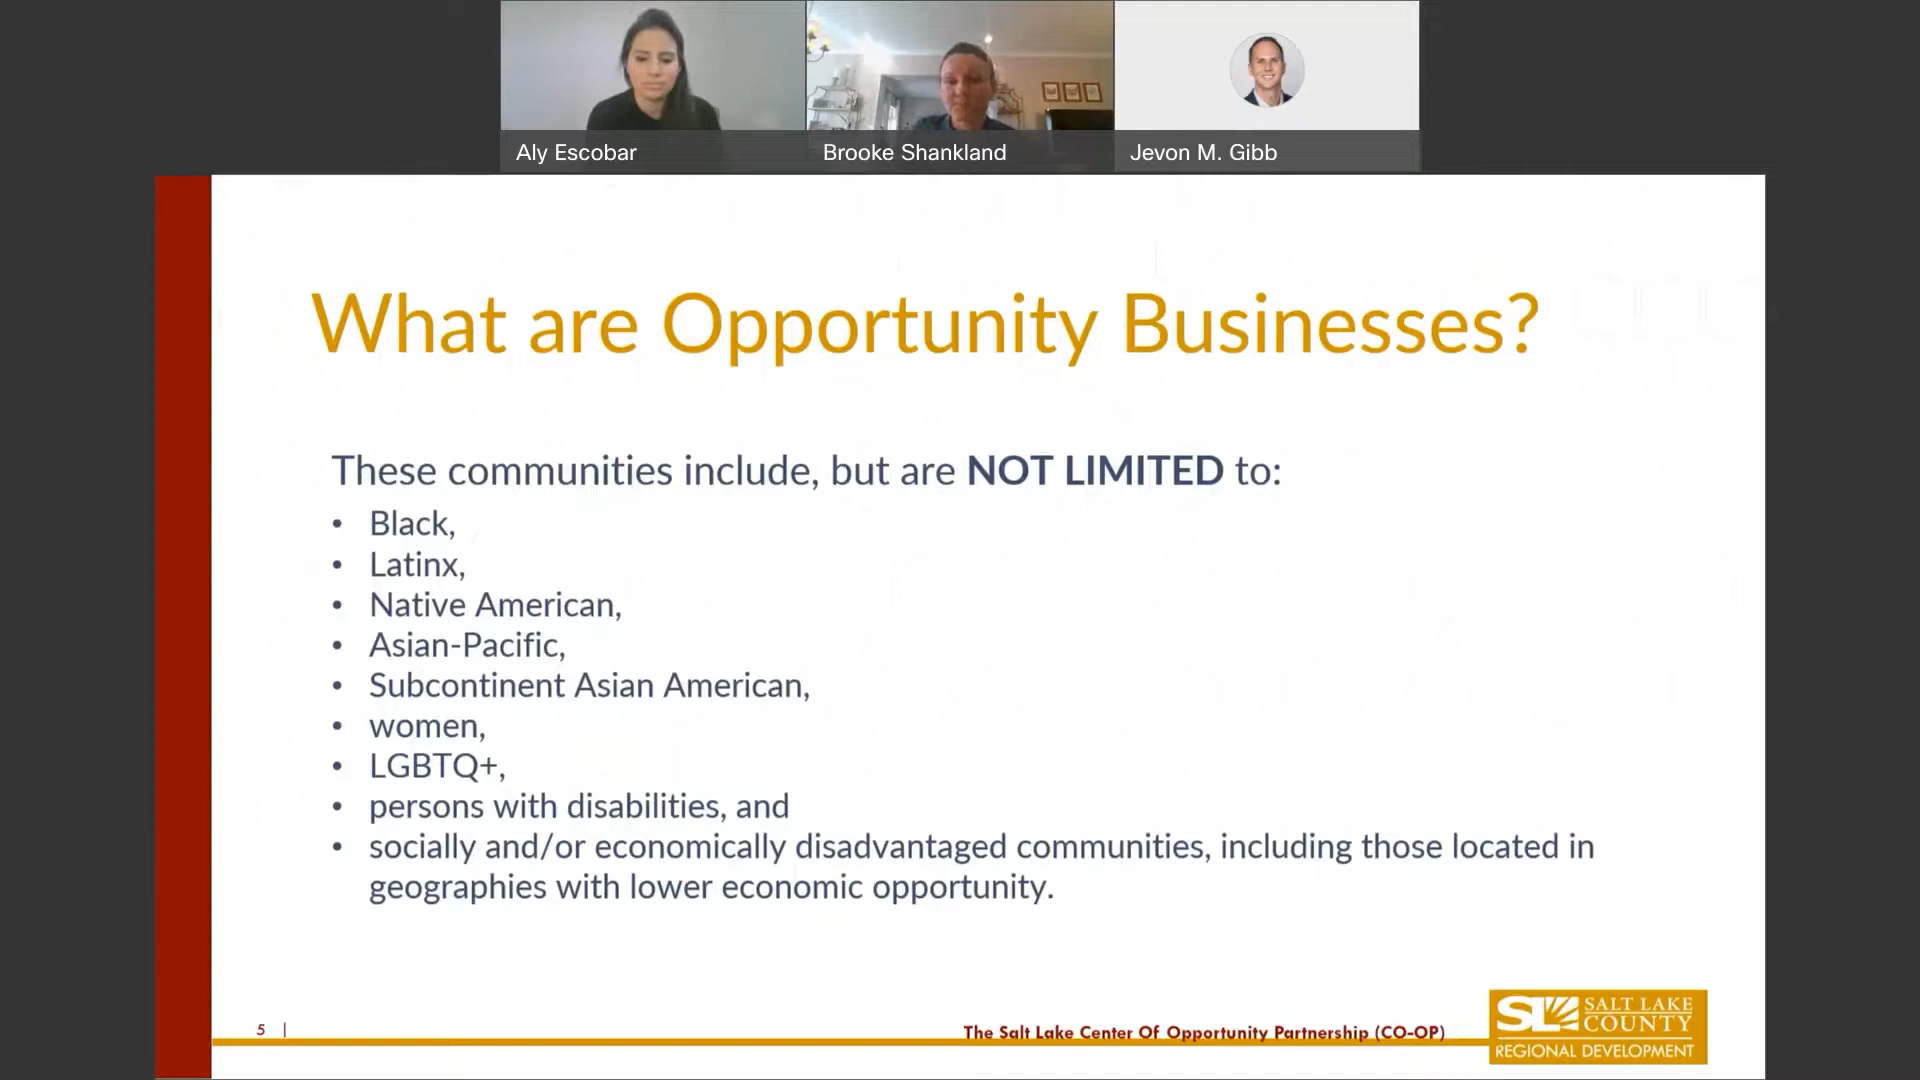 Aly Escobar
Brooke Shankland
Jevon M. Gibb
What are Opportunity Businesses?
These communities include, but are NOT LIMITED to:
• Black,
• Latinx,
• Native American,
• Asian-Pacific,
• Subcontinent Asian American,
• women,
• LGBTQ+,
• persons with disabilities, and
• socially and/or economically disadvantaged communities, including those located in
geographies with lower economic opportunity.
5 |
The Salt Lake Center Of Opportunity Partnership (CO-OP)
SL SALT LAKE
COUNTY
REGIONAL DEVELOPMENT